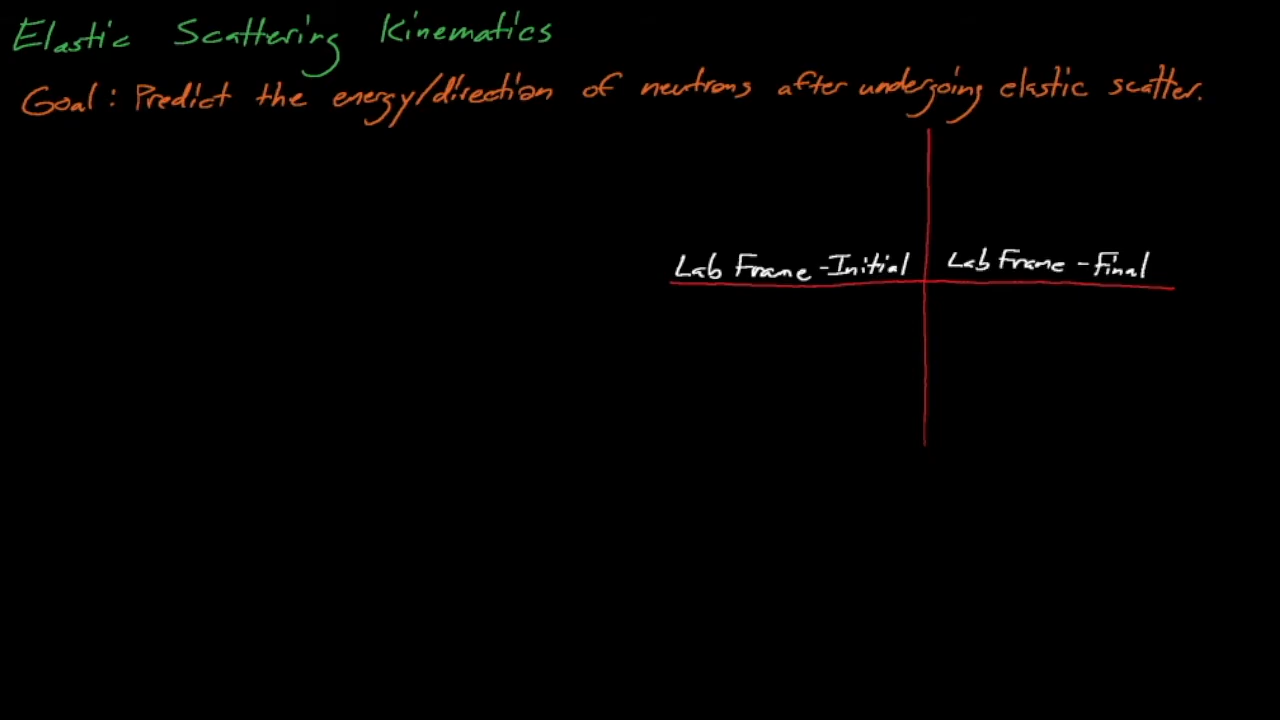 Elastic Scattering Kinematics
Goal: Predict the energy/direction of neutrons after undergoing elastic scatter.
Lab Frame - Initial
Lab Frame - Final